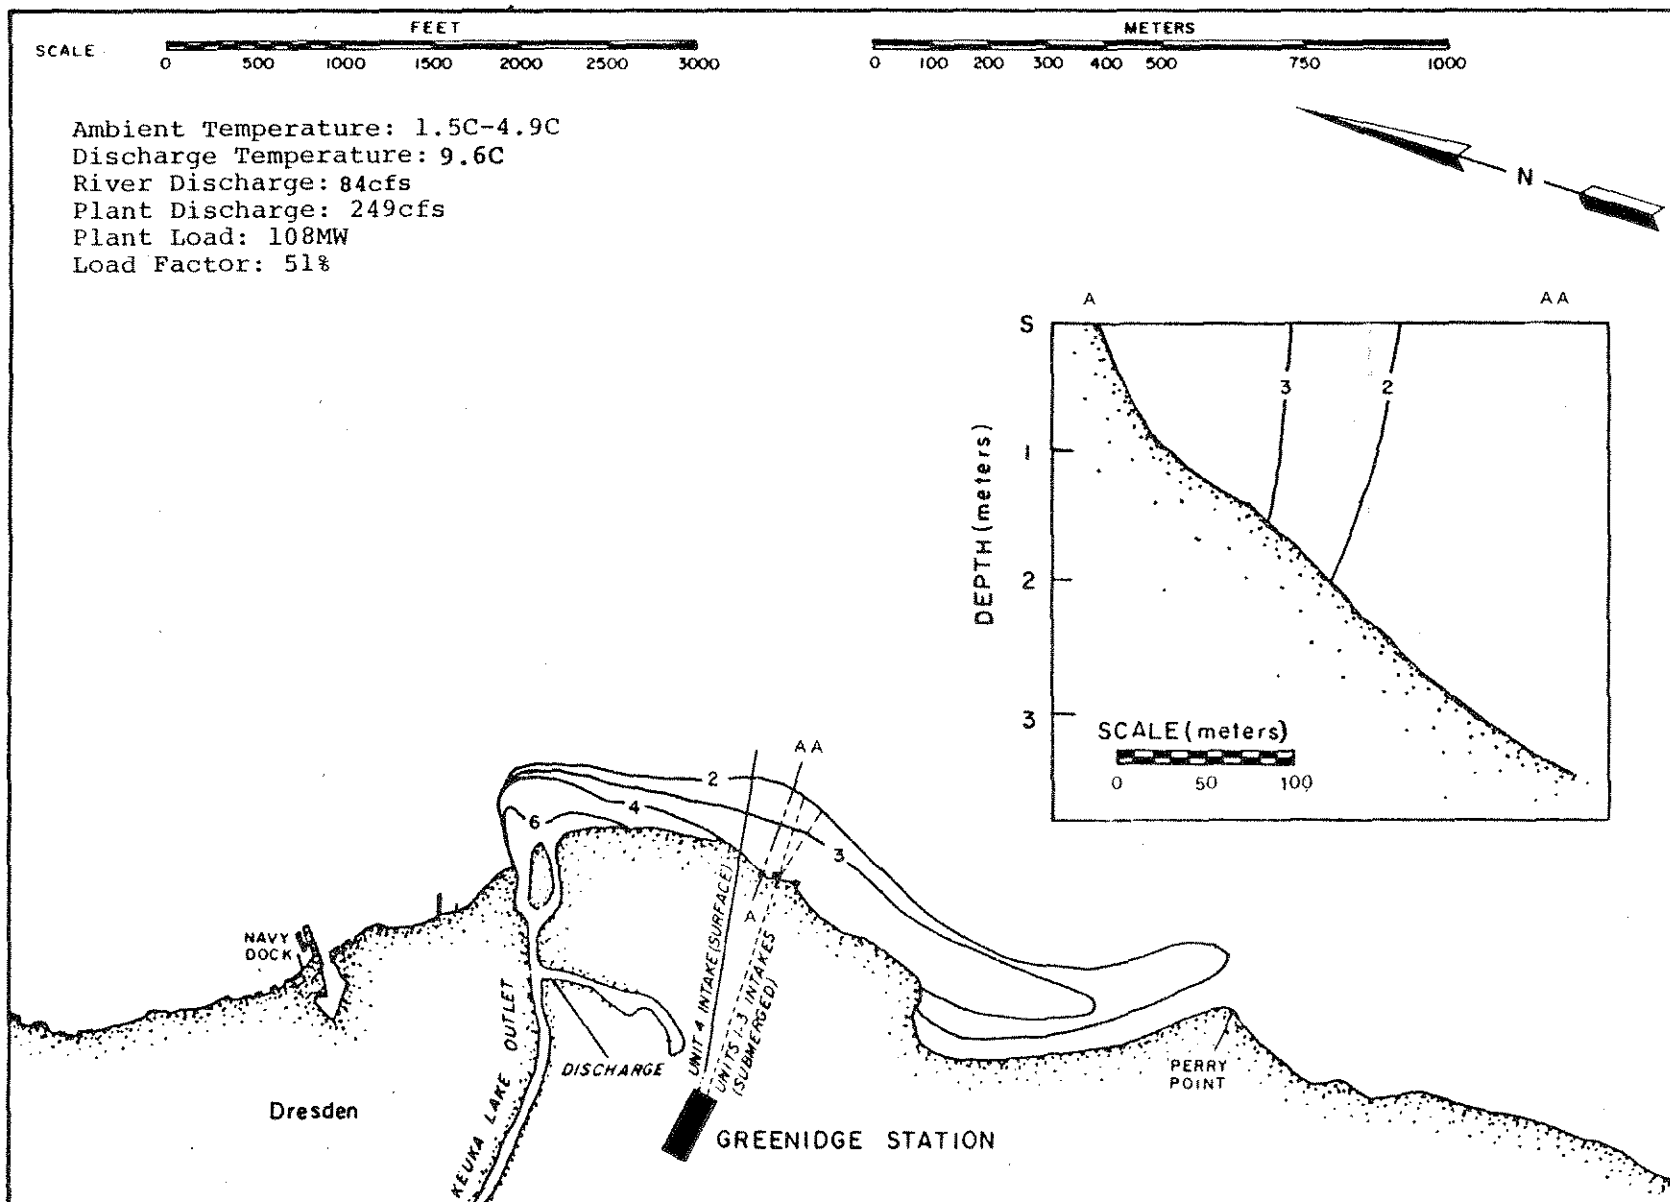 FEET
SCALE
0 500 1000 1500 2000 2500 3000
METERS
0 100 200 300 400 500 750 1000
Ambient Temperature: 1.5C-4.9C
Discharge Temperature: 9.6C
River Discharge: 84cfs
Plant Discharge: 249cfs
Plant Load: 108MW
Load Factor: 51%
N
A
AA
S
1
2
3
DEPTH (meters)
3
2
SCALE (meters)
0 50 100
AA
2
4
6
3
A
NAVY
DOCK
UNIT 4 INTAKE (SURFACE)
UNITS 1-3 INTAKES
(SUBMERGED)
KEUKA LAKE OUTLET
DISCHARGE
PERRY
POINT
Dresden
GREENIDGE STATION